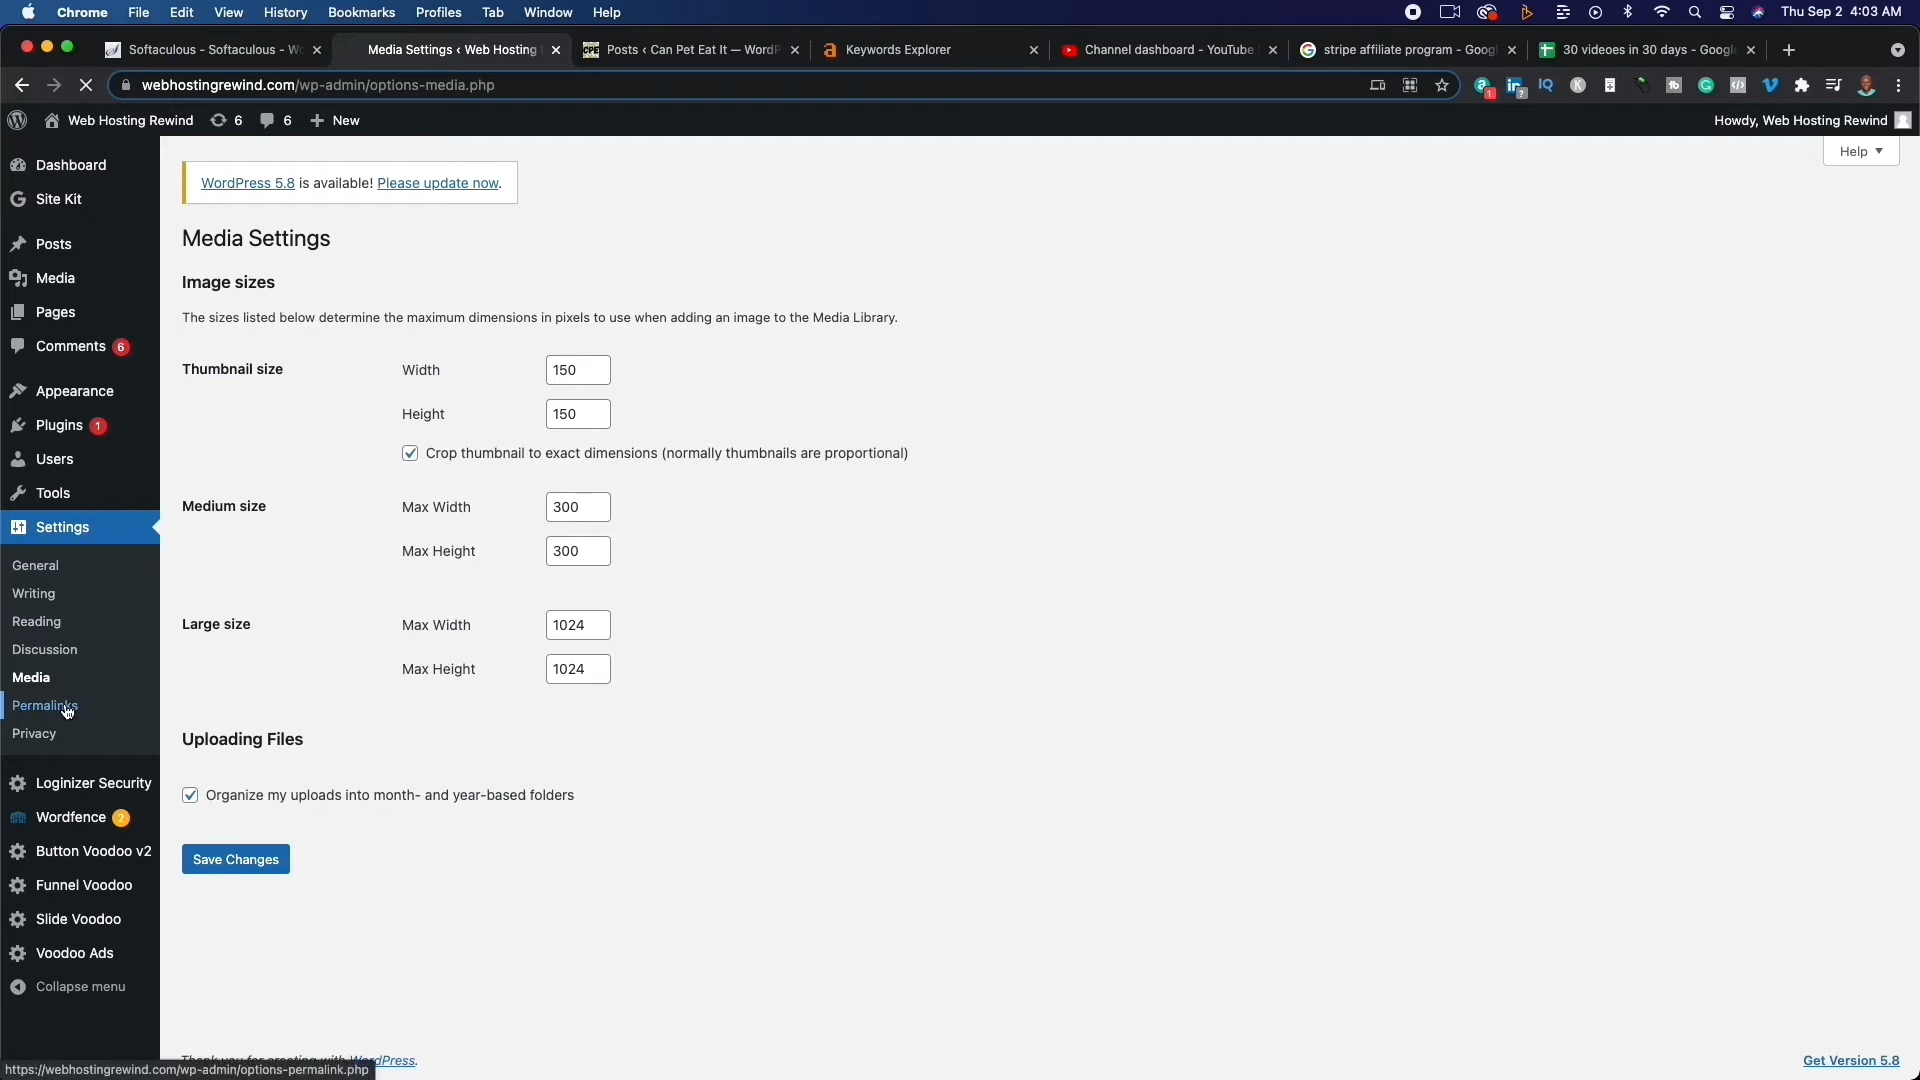 Chrome File Edit View History Bookmarks Profiles Tab Window Help Thu Sep 2 4:03 AM
Softaculous - Softaculous - Wo Media Settings ‹ Web Hosting Posts ‹ Can Pet Eat It — WordP Keywords Explorer Channel dashboard - YouTube stripe affiliate program - Goog 30 videoes in 30 days - Google
webhostingrewind.com/wp-admin/options-media.php
Web Hosting Rewind 6 6 + New Howdy, Web Hosting Rewind
Help
Dashboard
Site Kit
Posts
Media
Pages
Comments 6
Appearance
Plugins 1
Users
Tools
Settings
General
Writing
Reading
Discussion
Media
Permalinks
Privacy
Loginizer Security
Wordfence 2
Button Voodoo v2
Funnel Voodoo
Slide Voodoo
Voodoo Ads
Collapse menu
WordPress 5.8 is available! Please update now.
Media Settings
Image sizes
The sizes listed below determine the maximum dimensions in pixels to use when adding an image to the Media Library.
Thumbnail size Width 150
Height 150
Crop thumbnail to exact dimensions (normally thumbnails are proportional)
Medium size Max Width 300
Max Height 300
Large size Max Width 1024
Max Height 1024
Uploading Files
Organize my uploads into month- and year-based folders
Save Changes
Thank you for creating with WordPress. Get Version 5.8
https://webhostingrewind.com/wp-admin/options-permalink.php